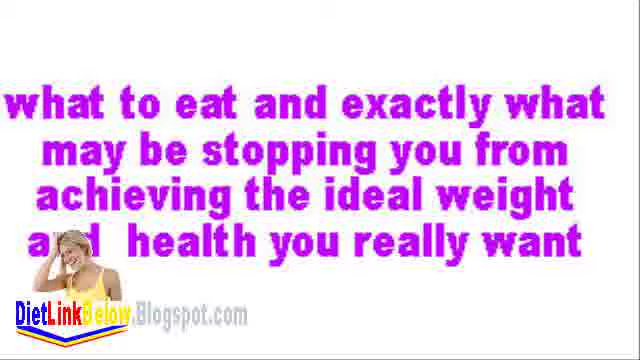 what to eat and exactly what
may be stopping you from
achieving the ideal weight
and health you really want
DietLinkBelow.Blogspot.com